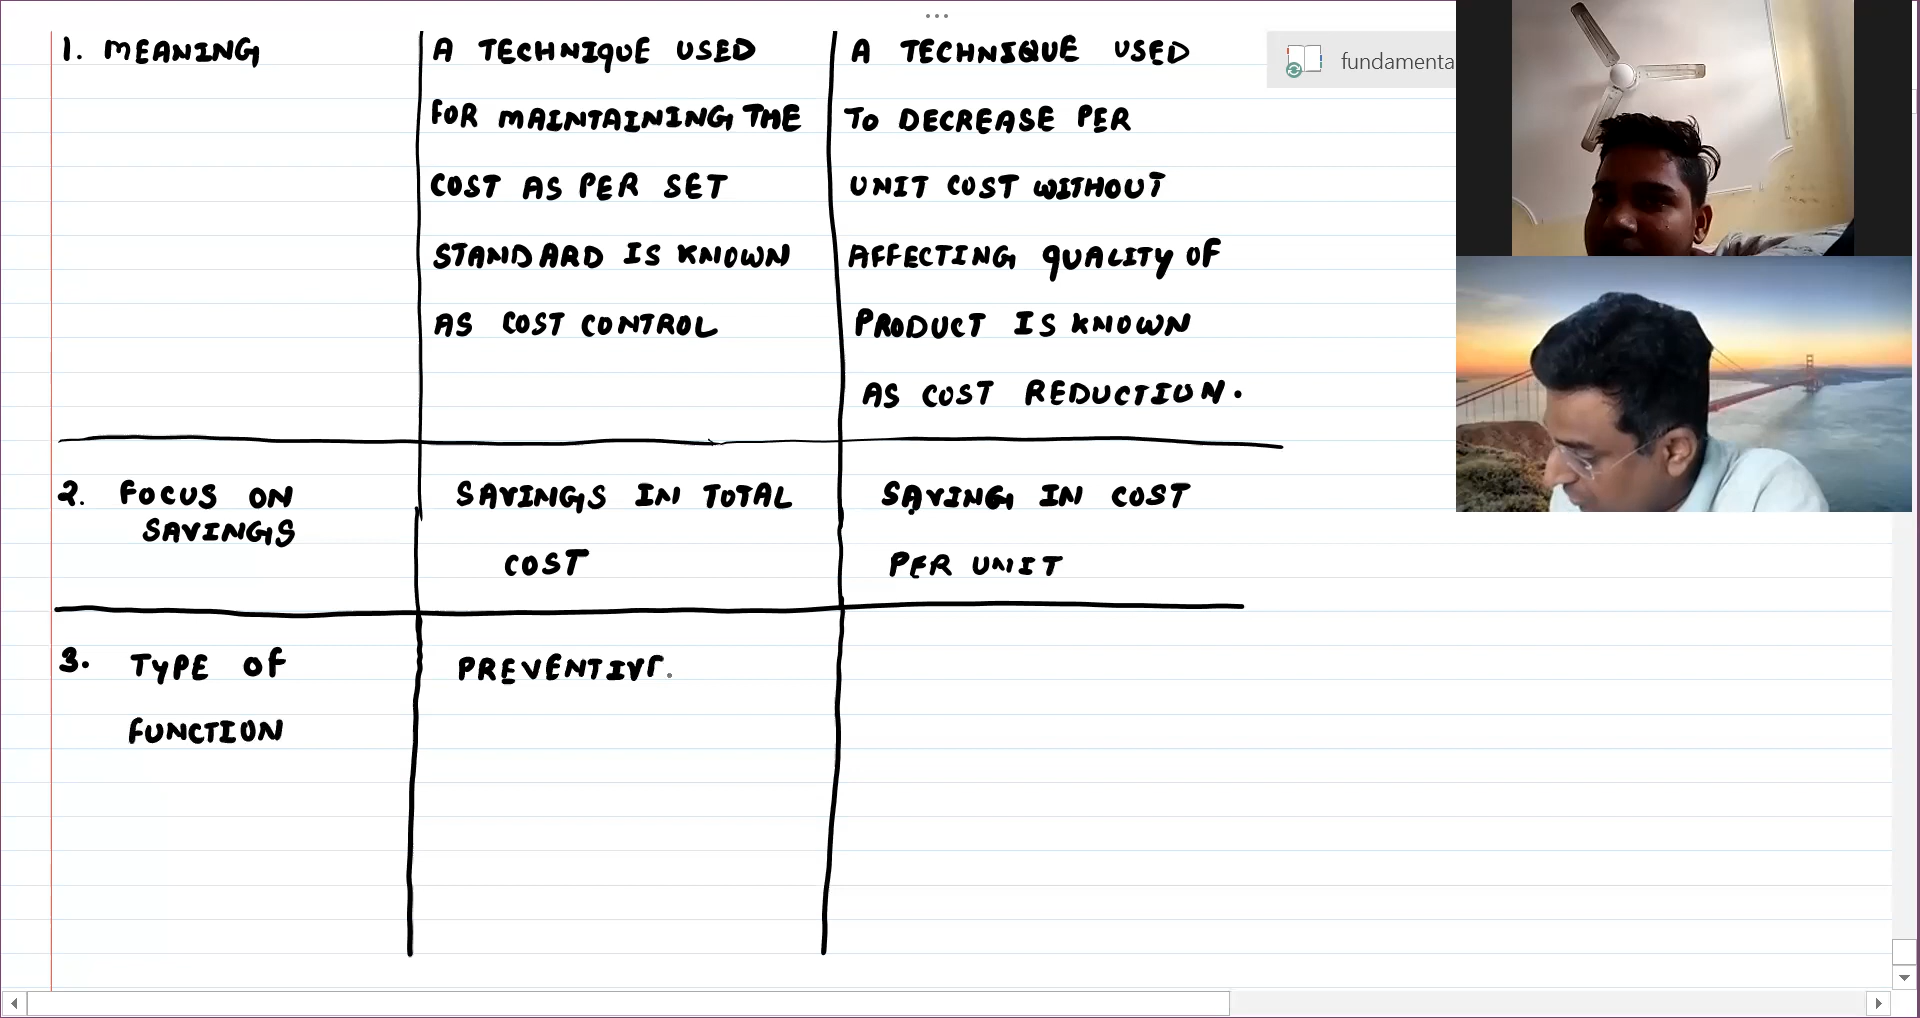 1. MEANING
A TECHNIQUE USED
FOR MAINTAINING THE
COST AS PER SET
STANDARD IS KNOWN
AS COST CONTROL
A TECHNIQUE USED
TO DECREASE PER
UNIT COST WITHOUT
AFFECTING QUALITY OF
PRODUCT IS KNOWN
AS COST REDUCTION.
2. FOCUS ON
SAVINGS
SAVINGS IN TOTAL
COST
SAVING IN COST
PER UNIT
3. TYPE OF
FUNCTION
PREVENTIVE
fundamenta